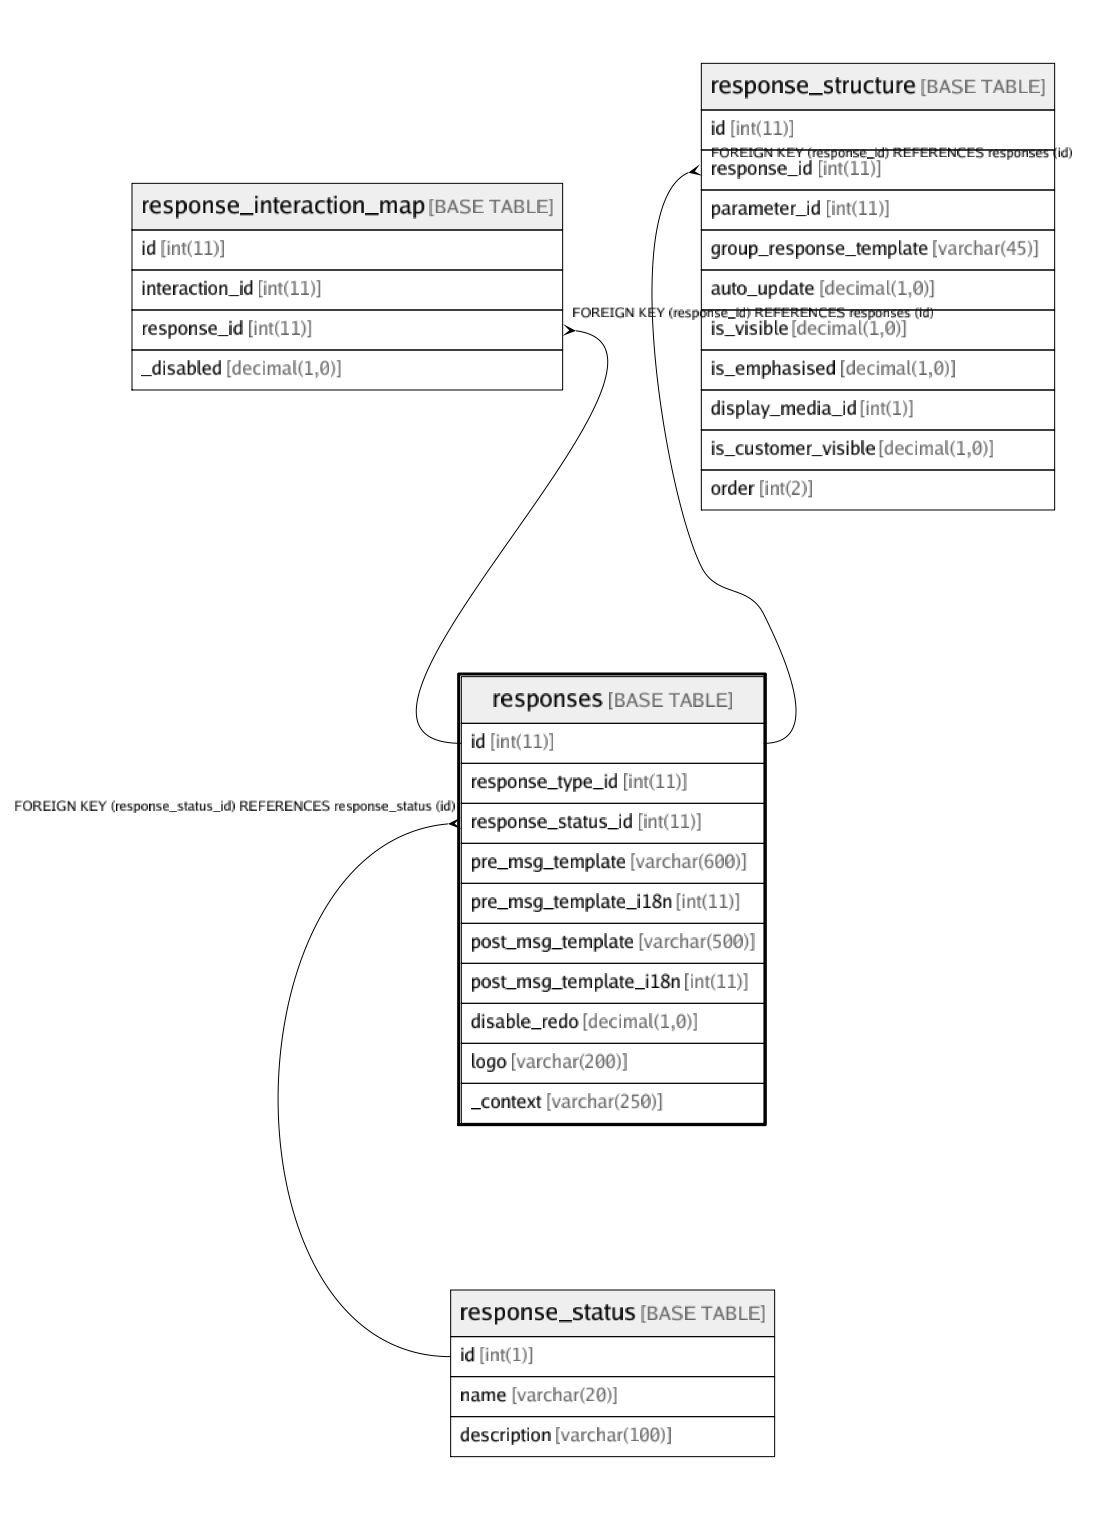 response_structure [BASE TABLE]
id [int(11)]
FOREIGN KEY (response_id) REFERENCES responses (id)
response_id [int(11)]
parameter_id [int(11)]
group_response_template [varchar(45)]
auto_update [decimal(1,0)]
is_visible [decimal(1,0)]
is_emphasised [decimal(1,0)]
display_media_id [int(1)]
is_customer_visible [decimal(1,0)]
order [int(2)]
response_interaction_map [BASE TABLE]
id [int(11)]
interaction_id [int(11)]
response_id [int(11)]
_disabled [decimal(1,0)]
FOREIGN KEY (response_id) REFERENCES responses (id)
responses [BASE TABLE]
id [int(11)]
response_type_id [int(11)]
response_status_id [int(11)]
pre_msg_template [varchar(600)]
pre_msg_template_i18n [int(11)]
post_msg_template [varchar(500)]
post_msg_template_i18n [int(11)]
disable_redo [decimal(1,0)]
logo [varchar(200)]
_context [varchar(250)]
FOREIGN KEY (response_status_id) REFERENCES response_status (id)
response_status [BASE TABLE]
id [int(1)]
name [varchar(20)]
description [varchar(100)]